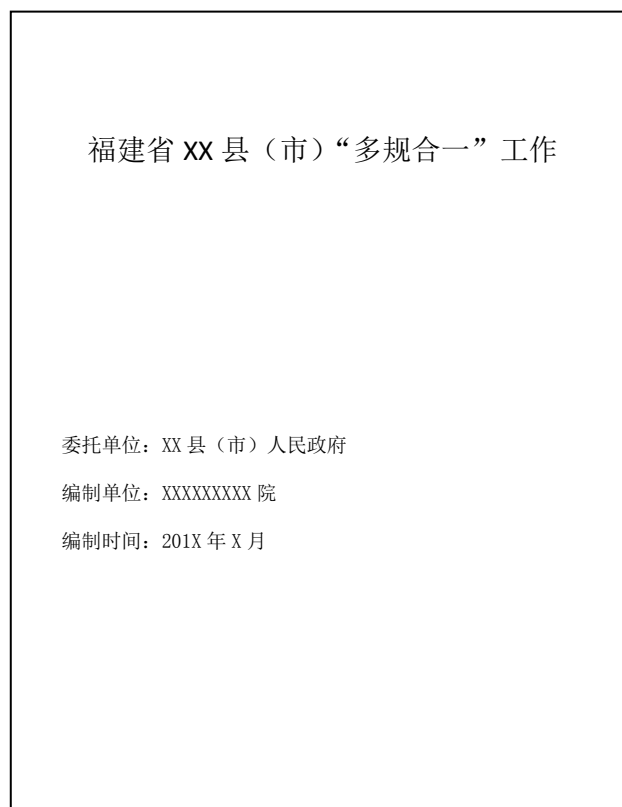 福建省 XX 县（市）“多规合一”工作
委托单位：XX 县（市）人民政府
编制单位：XXXXXXXXX 院
编制时间：201X 年 X 月